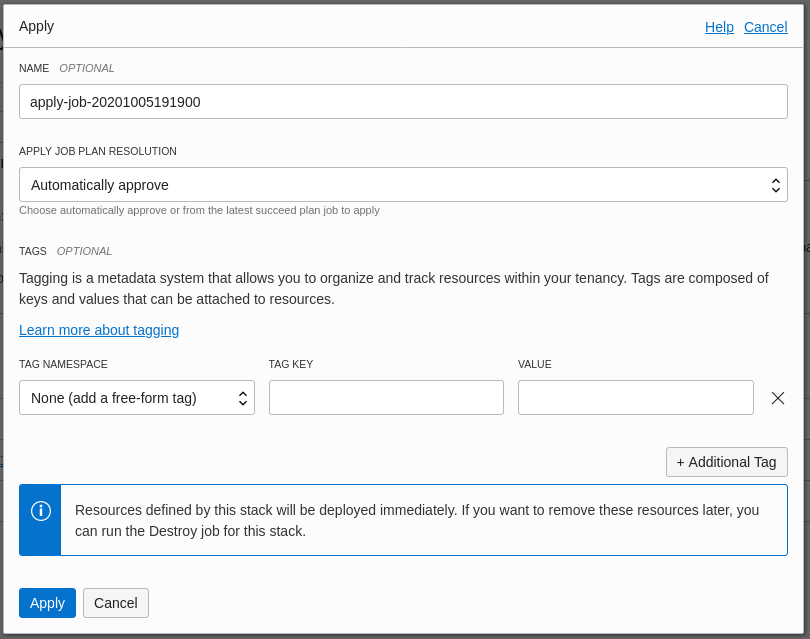 Apply
Help Cancel
NAME OPTIONAL
apply-job-20201005191900
APPLY JOB PLAN RESOLUTION
Automatically approve
Choose automatically approve or from the latest succeed plan job to apply
TAGS OPTIONAL
Tagging is a metadata system that allows you to organize and track resources within your tenancy. Tags are composed of
keys and values that can be attached to resources.
Learn more about tagging
TAG NAMESPACE TAG KEY VALUE
None (add a free-form tag)
+ Additional Tag
Resources defined by this stack will be deployed immediately. If you want to remove these resources later, you
can run the Destroy job for this stack.
Apply Cancel